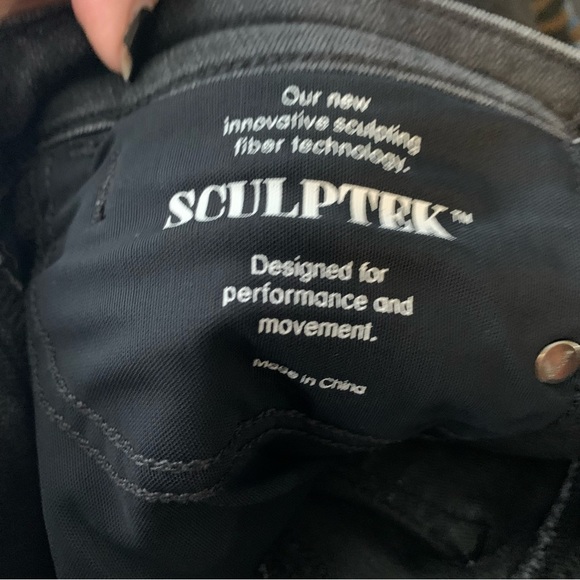 Our new
innovative sculpting
fiber technology.
SCULPTEK™
Designed for
performance and
movement.
Made in China